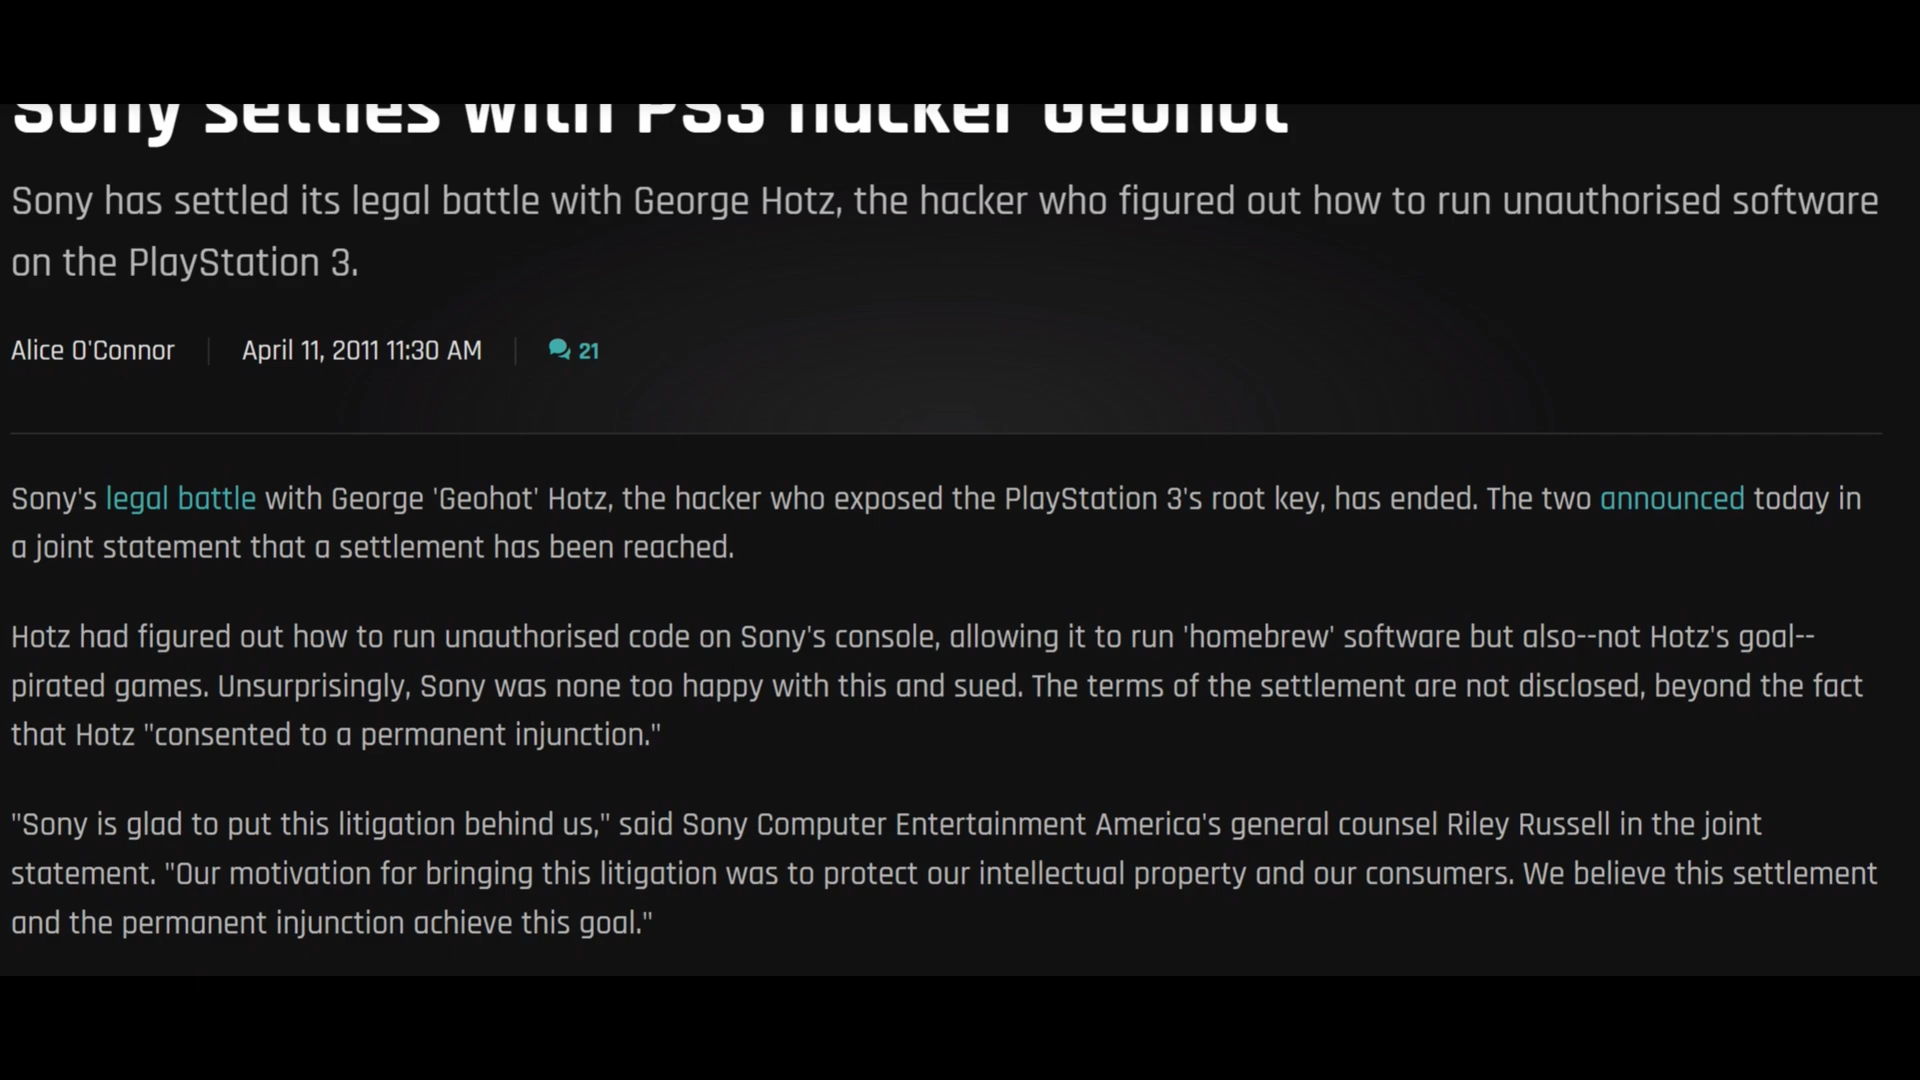 Sony settles with PS3 hacker Geohot
Sony has settled its legal battle with George Hotz, the hacker who figured out how to run unauthorised software
on the PlayStation 3.
Alice O'Connor April 11, 2011 11:30 AM 21
Sony's legal battle with George 'Geohot' Hotz, the hacker who exposed the PlayStation 3's root key, has ended. The two announced today in
a joint statement that a settlement has been reached.
Hotz had figured out how to run unauthorised code on Sony's console, allowing it to run 'homebrew' software but also--not Hotz's goal--
pirated games. Unsurprisingly, Sony was none too happy with this and sued. The terms of the settlement are not disclosed, beyond the fact
that Hotz "consented to a permanent injunction."
"Sony is glad to put this litigation behind us," said Sony Computer Entertainment America's general counsel Riley Russell in the joint
statement. "Our motivation for bringing this litigation was to protect our intellectual property and our consumers. We believe this settlement
and the permanent injunction achieve this goal."